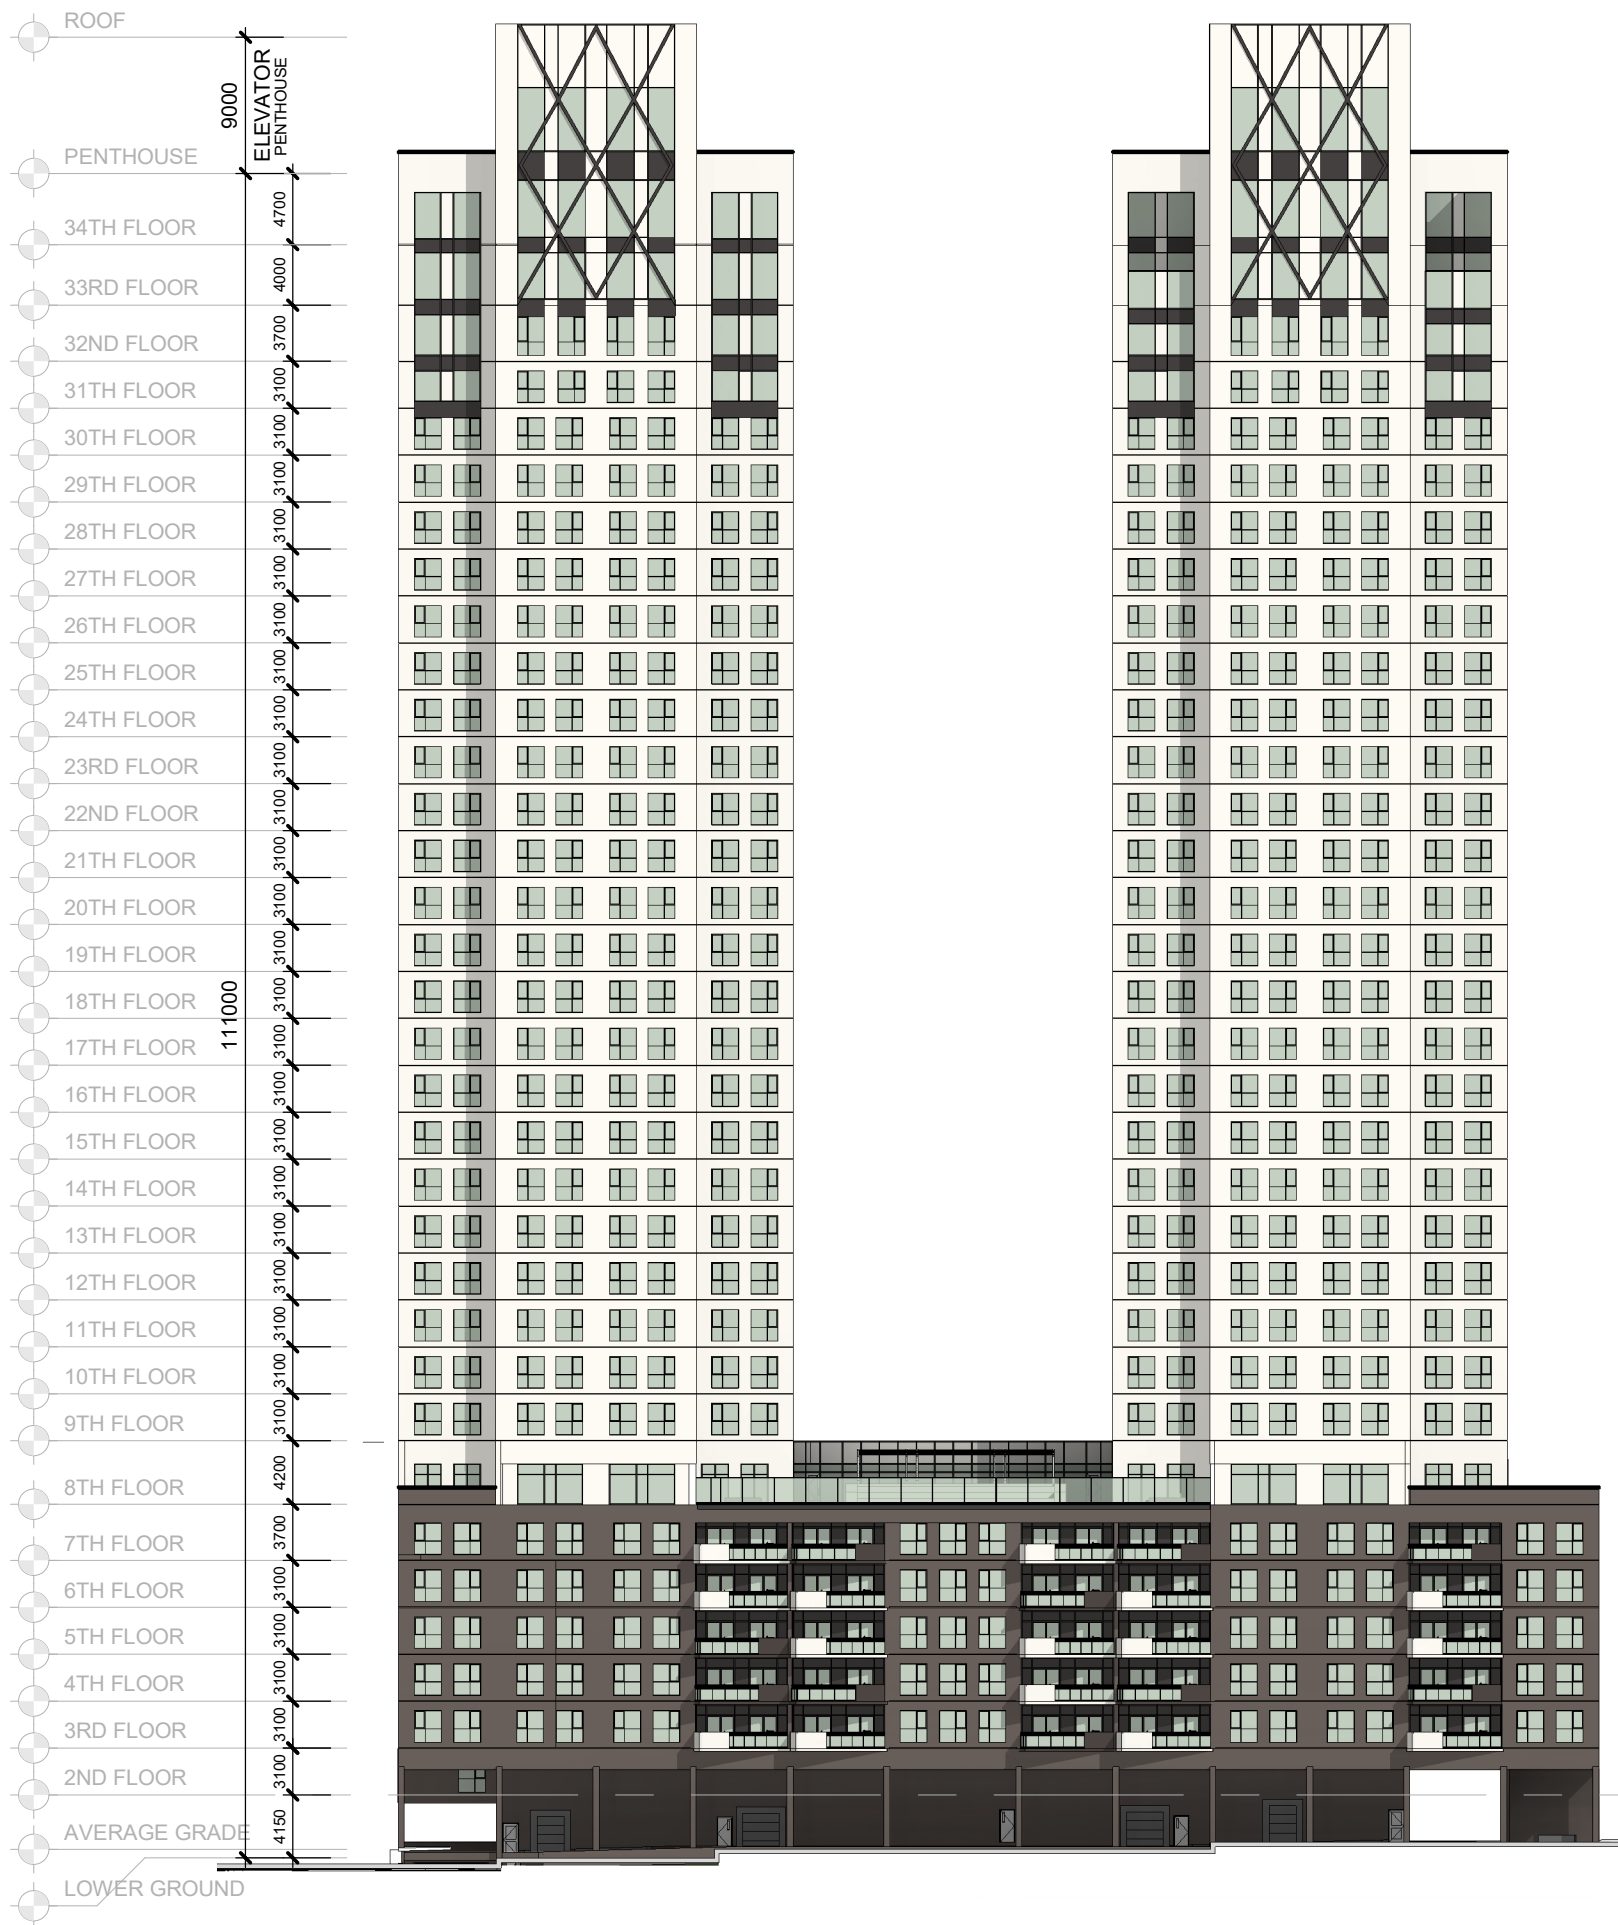 ROOF
9000
ELEVATOR
PENTHOUSE
PENTHOUSE
4700
34TH FLOOR
4000
33RD FLOOR
3700
32ND FLOOR
3100
31TH FLOOR
3100
30TH FLOOR
3100
29TH FLOOR
3100
28TH FLOOR
3100
27TH FLOOR
3100
26TH FLOOR
3100
25TH FLOOR
3100
24TH FLOOR
3100
23RD FLOOR
3100
22ND FLOOR
3100
21TH FLOOR
3100
20TH FLOOR
3100
19TH FLOOR
3100
18TH FLOOR
3100
111000
17TH FLOOR
3100
16TH FLOOR
3100
15TH FLOOR
3100
14TH FLOOR
3100
13TH FLOOR
3100
12TH FLOOR
3100
11TH FLOOR
3100
10TH FLOOR
3100
9TH FLOOR
4200
8TH FLOOR
3700
7TH FLOOR
3100
6TH FLOOR
3100
5TH FLOOR
3100
4TH FLOOR
3100
3RD FLOOR
3100
2ND FLOOR
4150
AVERAGE GRADE
LOWER GROUND